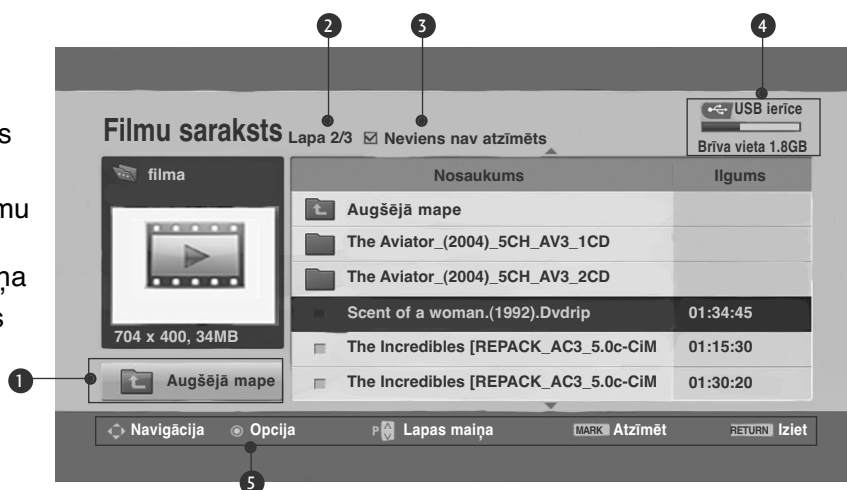 2
3
4
s
mu
ņa
s
USB ierīce
Brīva vieta 1.8GB
Filmu saraksts Lapa 2/3 Neviens nav atzīmēts
filma
Nosaukums Ilgums
Augšējā mape
The Aviator_(2004)_5CH_AV3_1CD
The Aviator_(2004)_5CH_AV3_2CD
Scent of a woman.(1992).Dvdrip 01:34:45
704 x 400, 34MB
The Incredibles [REPACK_AC3_5.0c-CiM 01:15:30
The Incredibles [REPACK_AC3_5.0c-CiM 01:30:20
1
Augšējā mape
Navigācija Opcija P Lapas maiņa MARK Atzīmēt RETURN Iziet
5